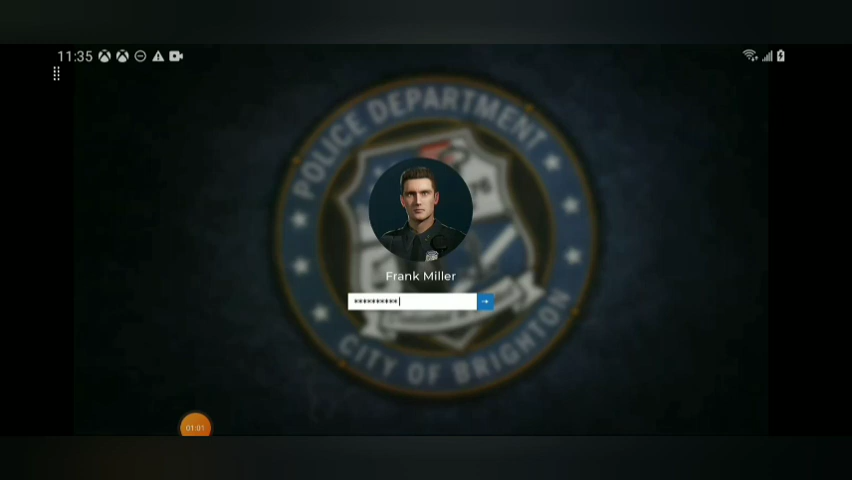 11:35
POLICE DEPARTMENT
Frank Miller
**********
CITY OF BRIGHTON
01:01